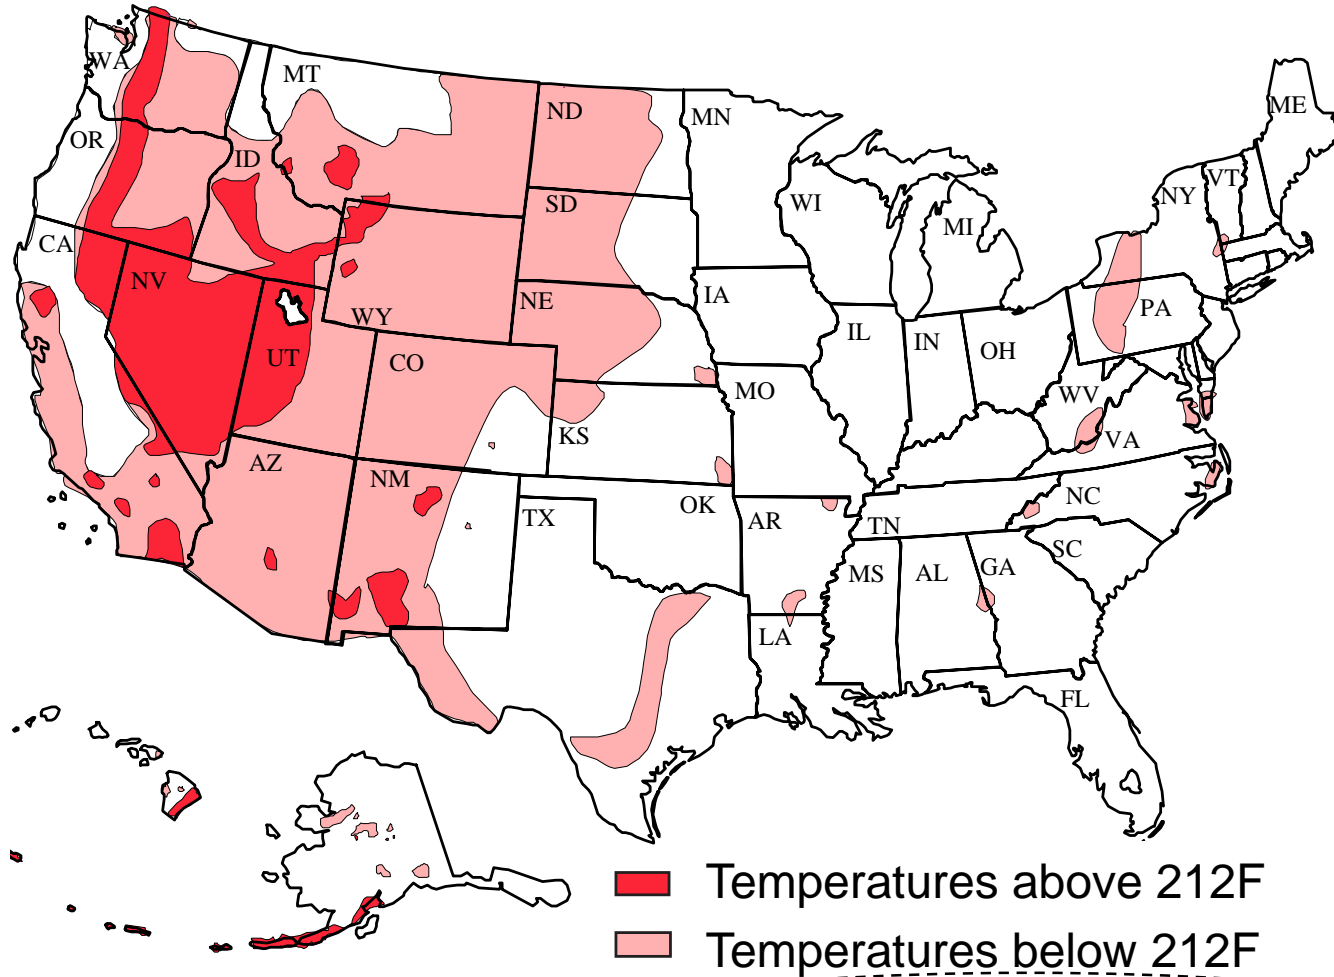 WA
MT
ND
MN
ME
OR
ID
SD
WI
MI
NY
VT
CA
NV
WY
NE
IA
PA
UT
CO
IL
IN
OH
MO
WV
KS
VA
AZ
NM
TX
OK
AR
TN
NC
SC
MS
AL
GA
LA
FL
Temperatures above 212F
Temperatures below 212F